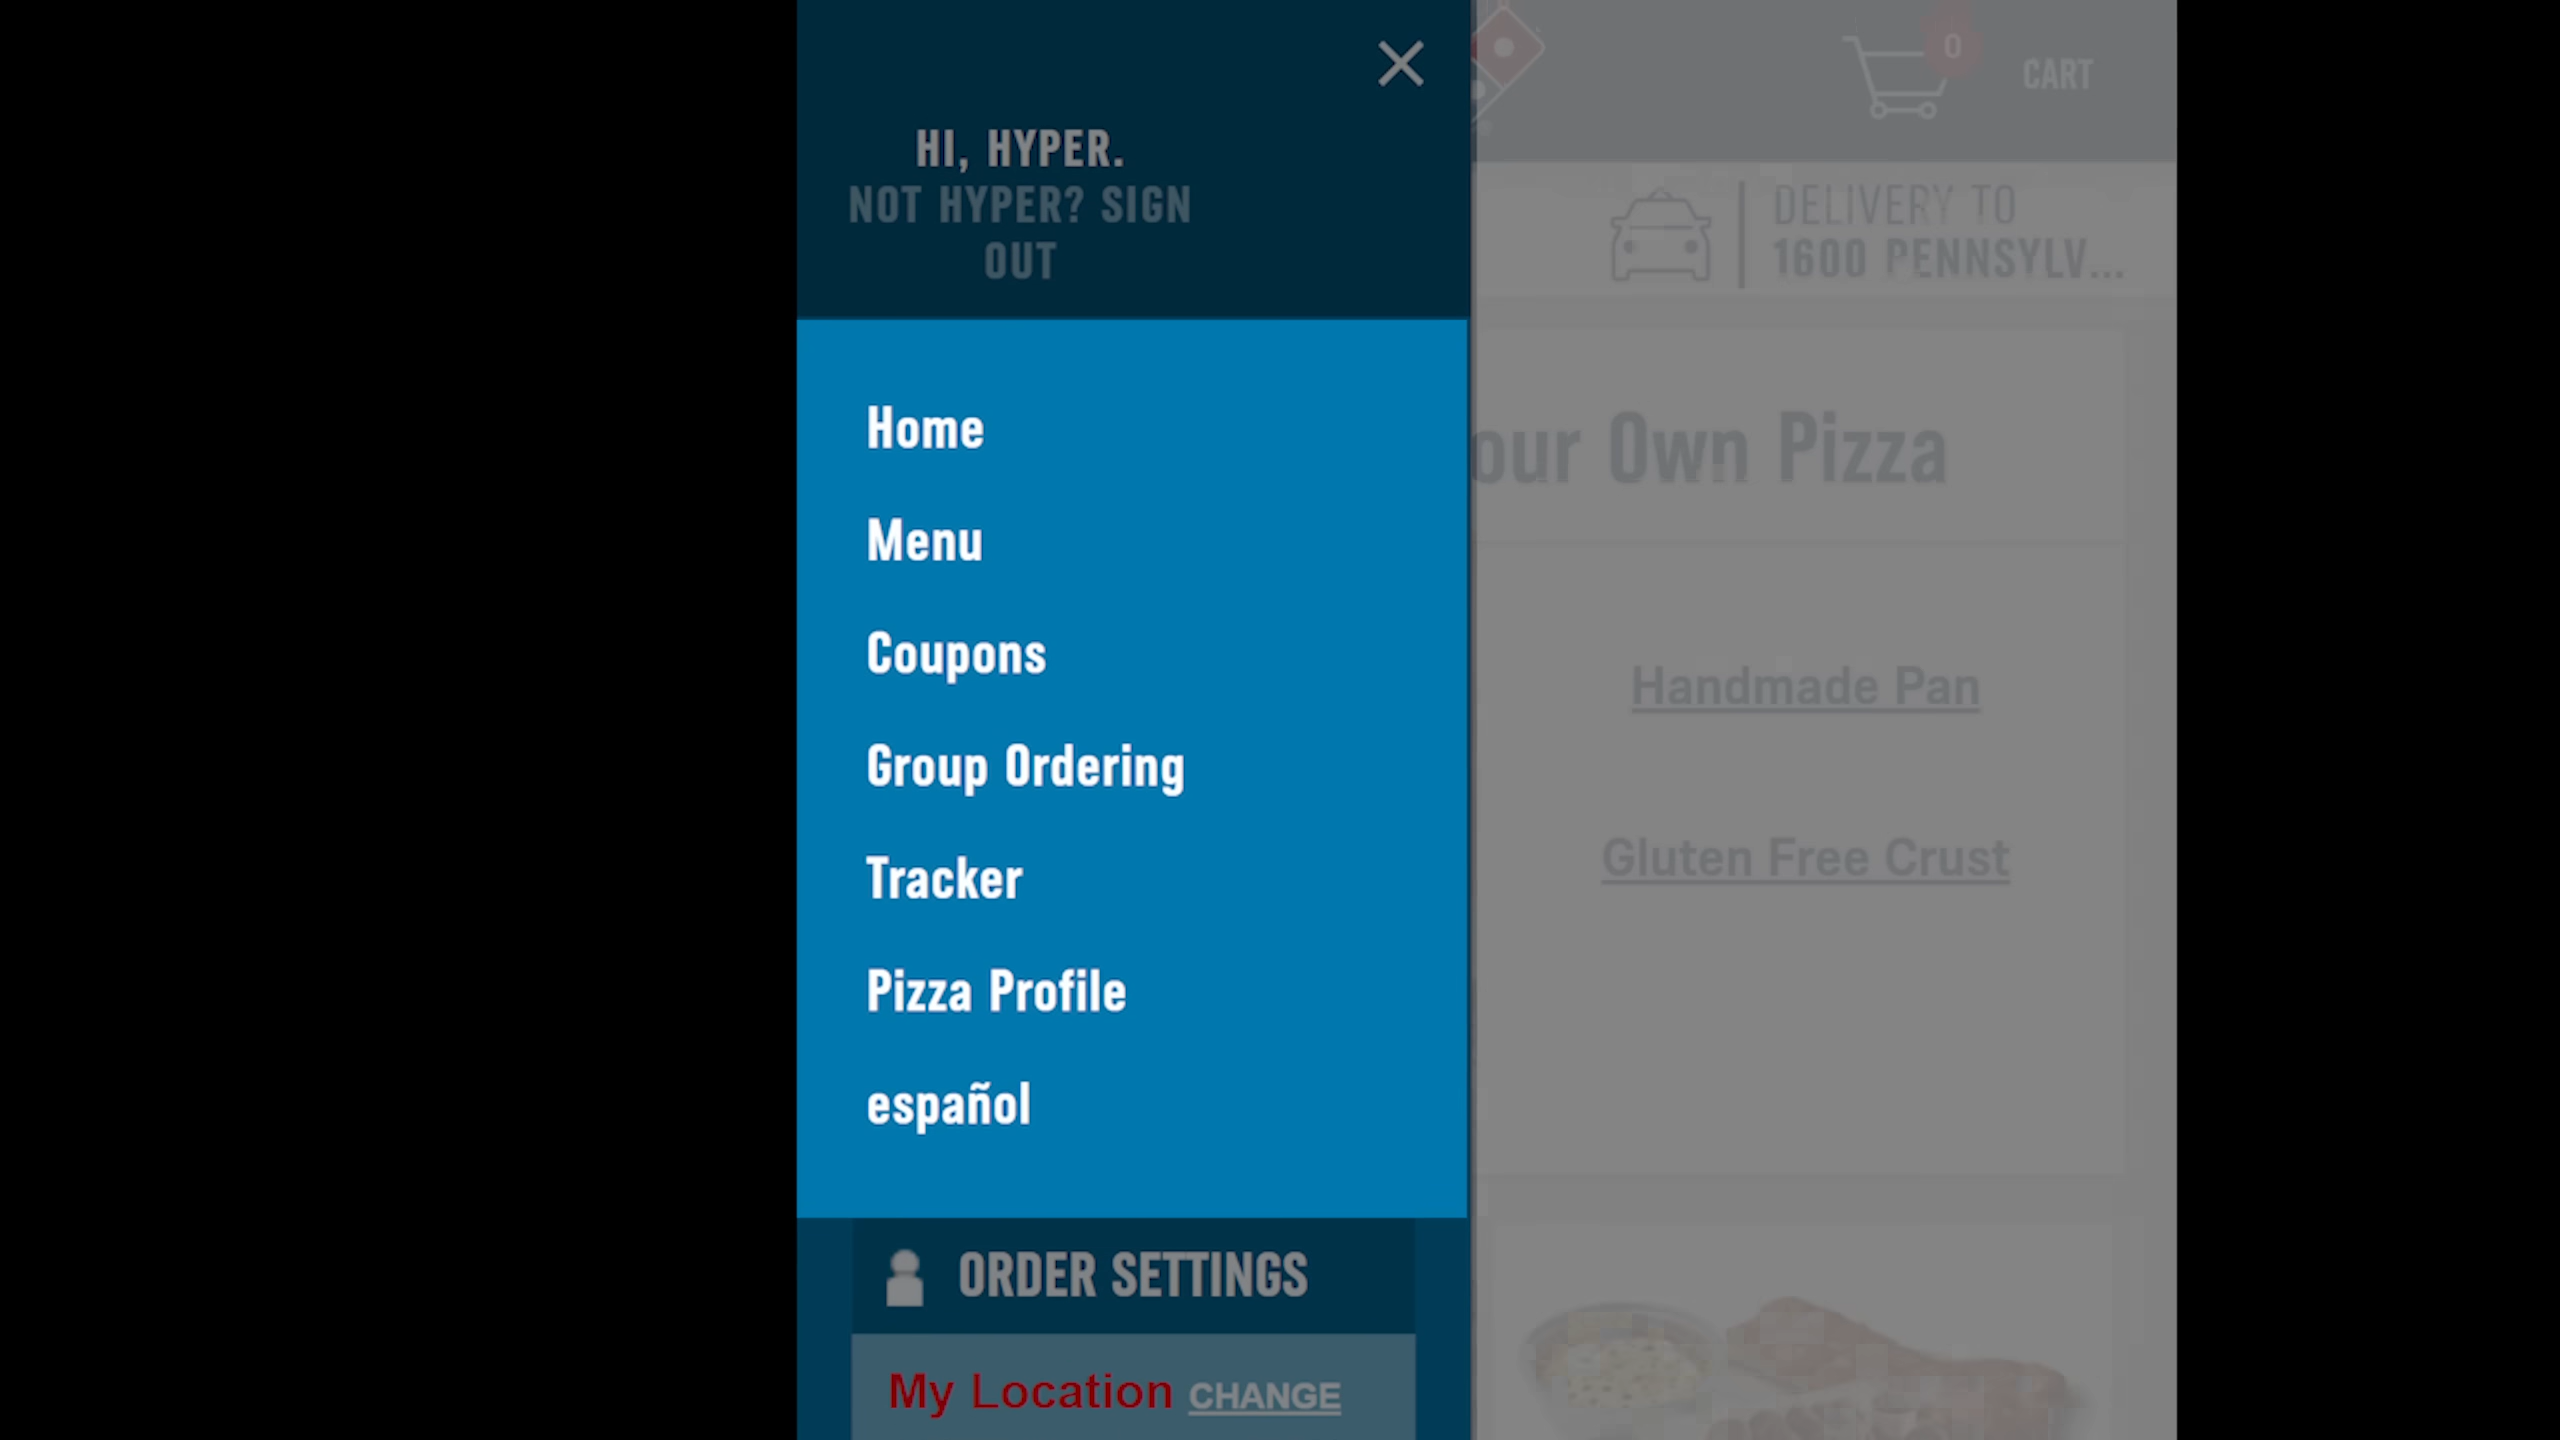 HI, HYPER.
NOT HYPER? SIGN
OUT
Home
Menu
Coupons
Group Ordering
Tracker
Pizza Profile
español
ORDER SETTINGS
My Location CHANGE
0
CART
DELIVERY TO
1600 PENNSYLV...
our Own Pizza
Handmade Pan
Gluten Free Crust